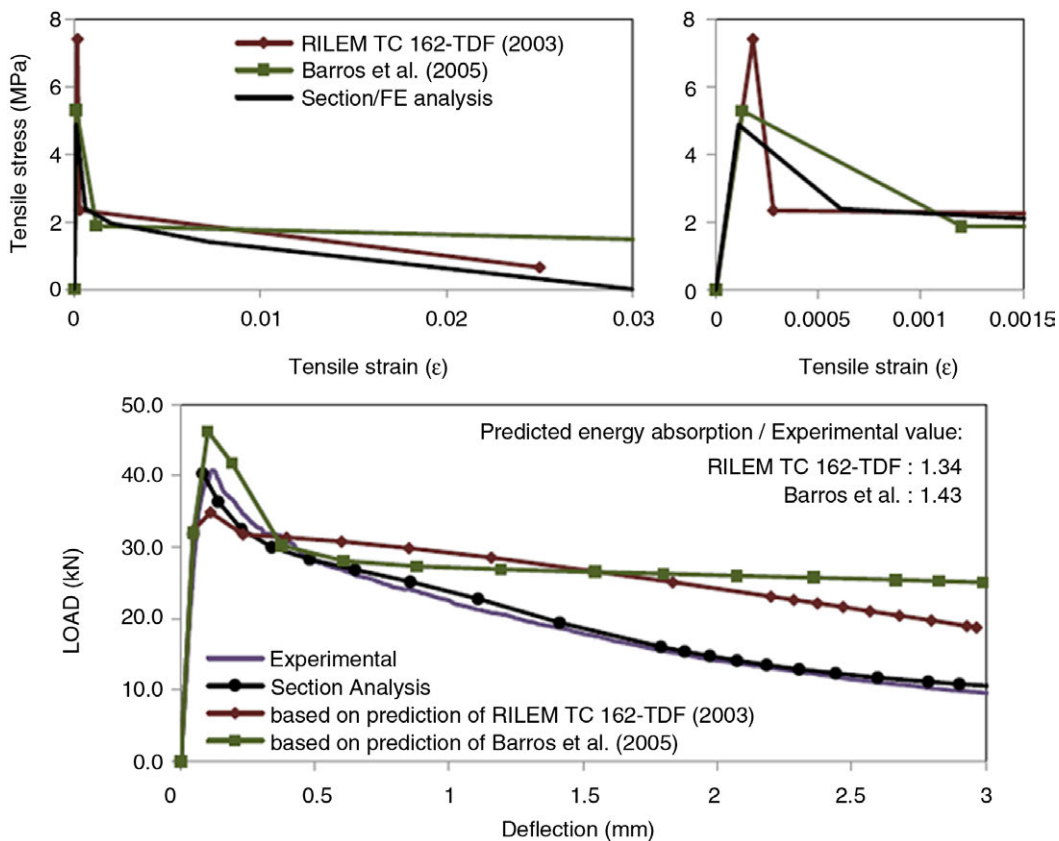 8
6
4
2
0
Tensile stress (MPa)
RILEM TC 162-TDF (2003)
Barros et al. (2005)
Section/FE analysis
0
0.01
0.02
0.03
Tensile strain (ε)
8
6
4
2
0
0
0.0005
0.001
0.0015
Tensile strain (ε)
50.0
40.0
30.0
20.0
10.0
0.0
LOAD (kN)
Predicted energy absorption / Experimental value:
RILEM TC 162-TDF : 1.34
Barros et al. : 1.43
Experimental
Section Analysis
based on prediction of RILEM TC 162-TDF (2003)
based on prediction of Barros et al. (2005)
0
0.5
1
1.5
2
2.5
3
Deflection (mm)